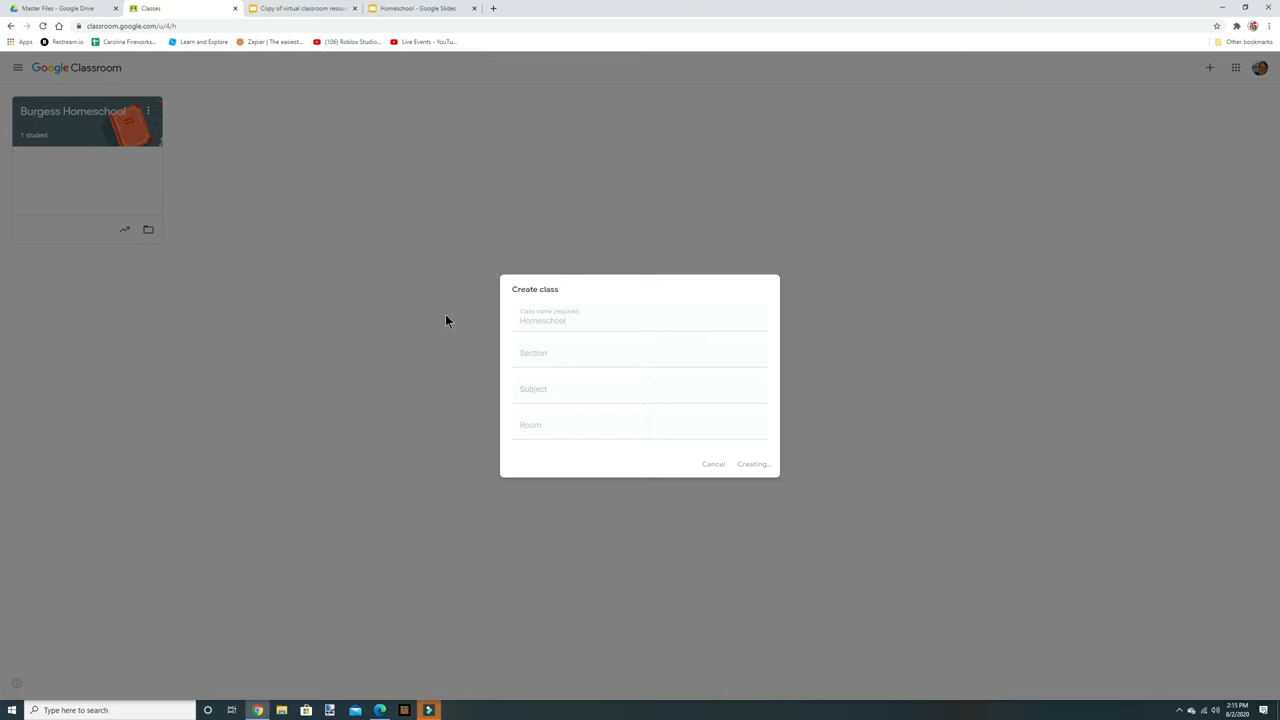 Master Files - Google Drive
Classes
Copy of virtual classroom resou
Homeschool - Google Slides
classroom.google.com/u/4/h
Apps
Restream.io
Carolina Fireworks...
Learn and Explore
Zapier | The easiest...
(106) Roblox Studio...
Live Events - YouTu...
Other bookmarks
Google Classroom
Burgess Homeschool
1 student
Create class
Class name (required)
Homeschool
Section
Subject
Room
Cancel
Creating...
Type here to search
2:15 PM
8/2/2020